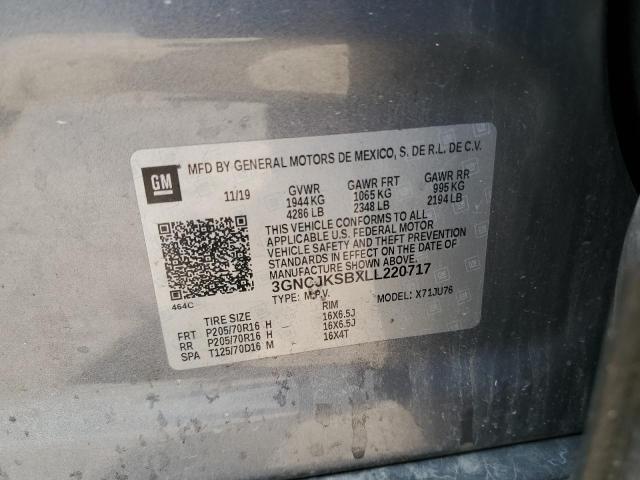 GM
MFD BY GENERAL MOTORS DE MEXICO, S. DE R.L. DE C.V.
11/19 GVWR GAWR FRT GAWR RR
1944 KG 1065 KG 995 KG
4286 LB 2348 LB 2194 LB
THIS VEHICLE CONFORMS TO ALL
APPLICABLE U.S. FEDERAL MOTOR
VEHICLE SAFETY AND THEFT PREVENTION
STANDARDS IN EFFECT ON THE DATE OF
MANUFACTURE SHOWN ABOVE.
3GNCJKSBXLL220717
464C
TYPE: M.P.V. MODEL: X71JU76
TIRE SIZE RIM
FRT P205/70R16 H 16X6.5J
RR P205/70R16 H 16X6.5J
SPA T125/70D16 M 16X4T